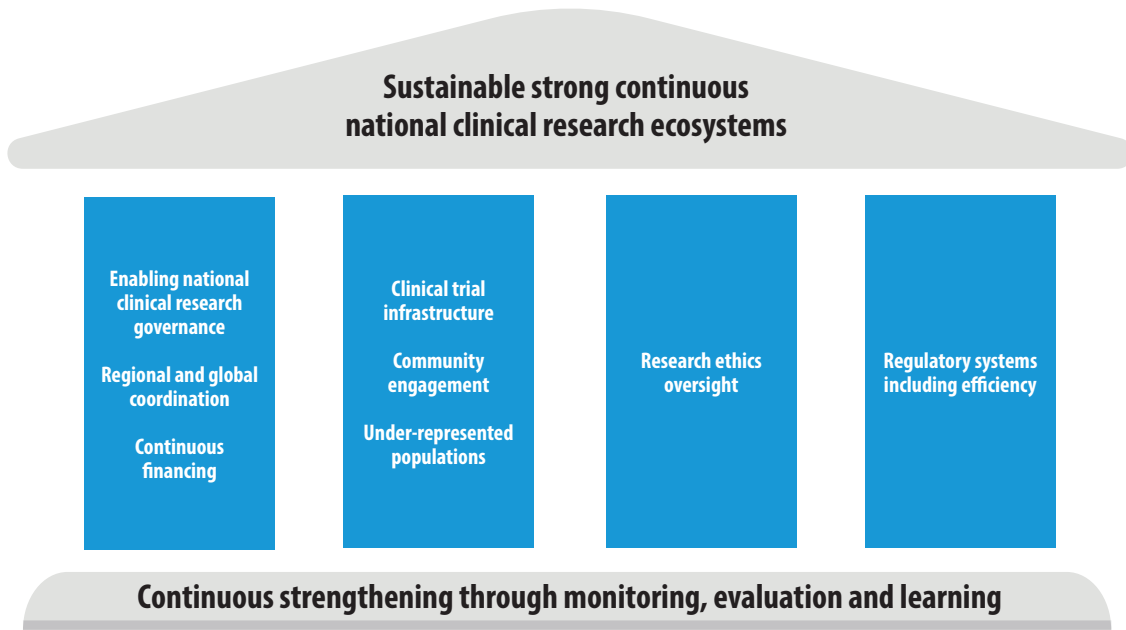 Sustainable strong continuous
national clinical research ecosystems
Enabling national
clinical research
governance
Regional and global
coordination
Continuous
financing
Clinical trial
infrastructure
Community
engagement
Under-represented
populations
Research ethics
oversight
Regulatory systems
including efficiency
Continuous strengthening through monitoring, evaluation and learning